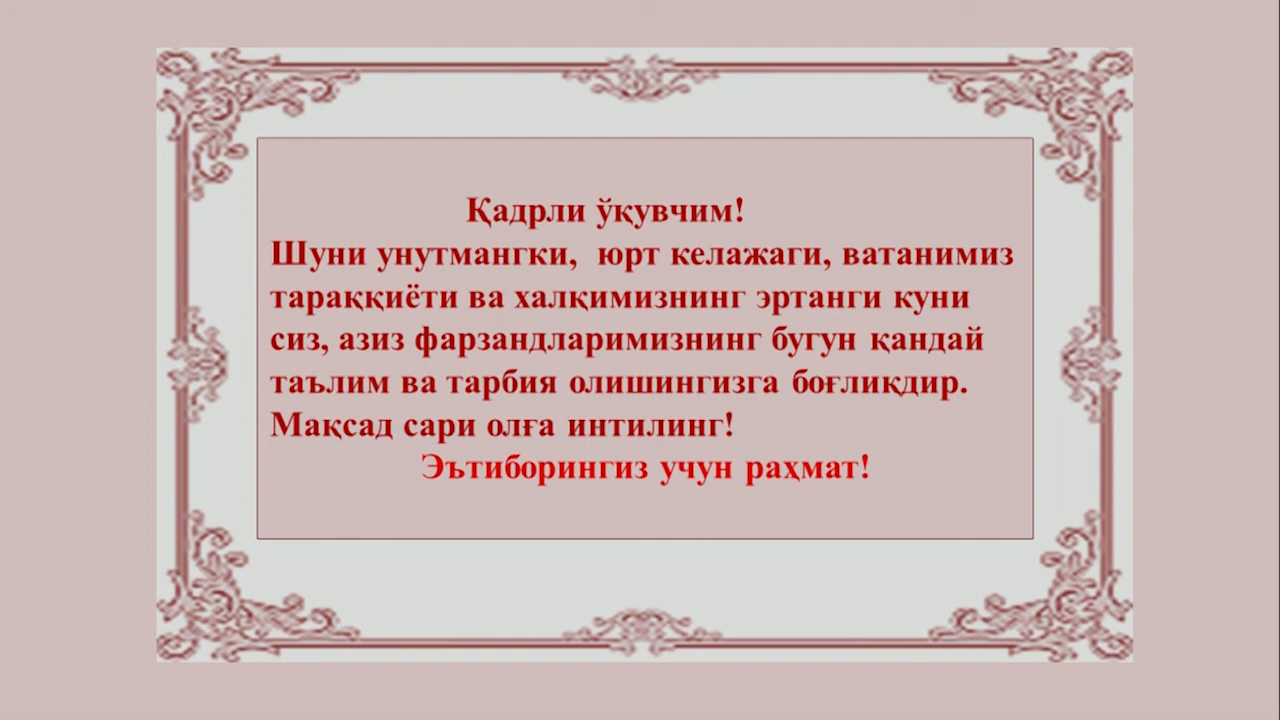 Қадрли ўқувчим!
Шуни унутмангки, юрт келажаги, ватанимиз
тараққиёти ва халқимизнинг эртанги куни
сиз, азиз фарзандларимизнинг бугун қандай
таълим ва тарбия олишингизга боғлиқдир.
Мақсад сари олға интилинг!
Эътиборингиз учун раҳмат!